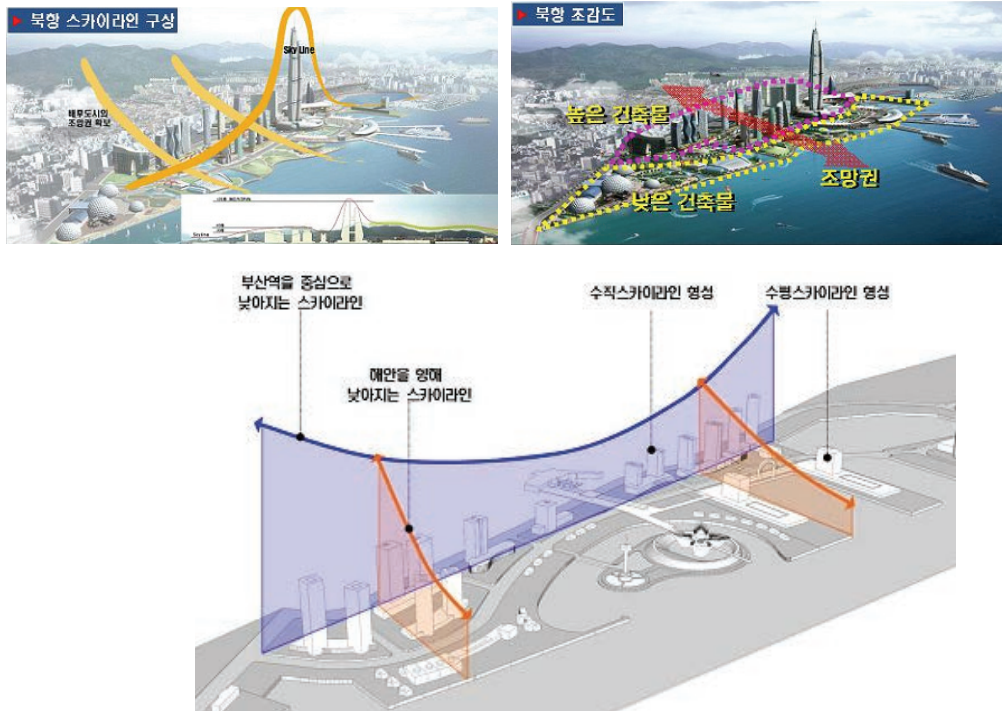 북항 스카이라인 구상
Sky Line
배후도시의
조망권 확보
북항 조감도
높은 건축물
조망권
낮은 건축물
부산역을 중심으로
낮아지는 스카이라인
수직스카이라인 형성
수평스카이라인 형성
해안을 향해
낮아지는 스카이라인